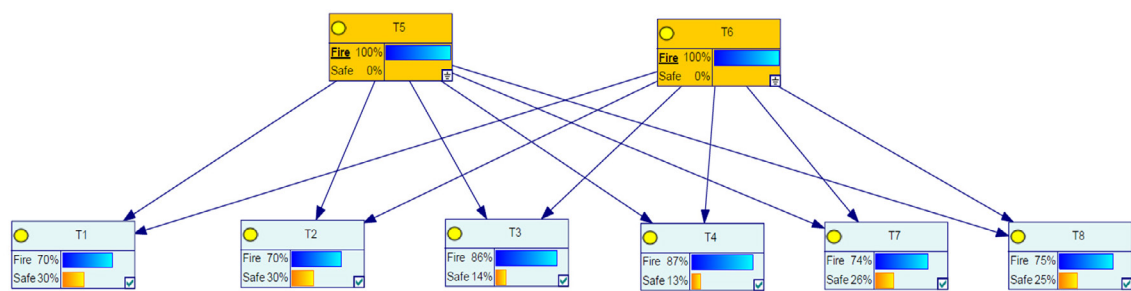 T5
Fire 100%
Safe 0%
T6
Fire 100%
Safe 0%
T1
Fire 70%
Safe 30%
T2
Fire 70%
Safe 30%
T3
Fire 86%
Safe 14%
T4
Fire 87%
Safe 13%
T7
Fire 74%
Safe 26%
T8
Fire 75%
Safe 25%